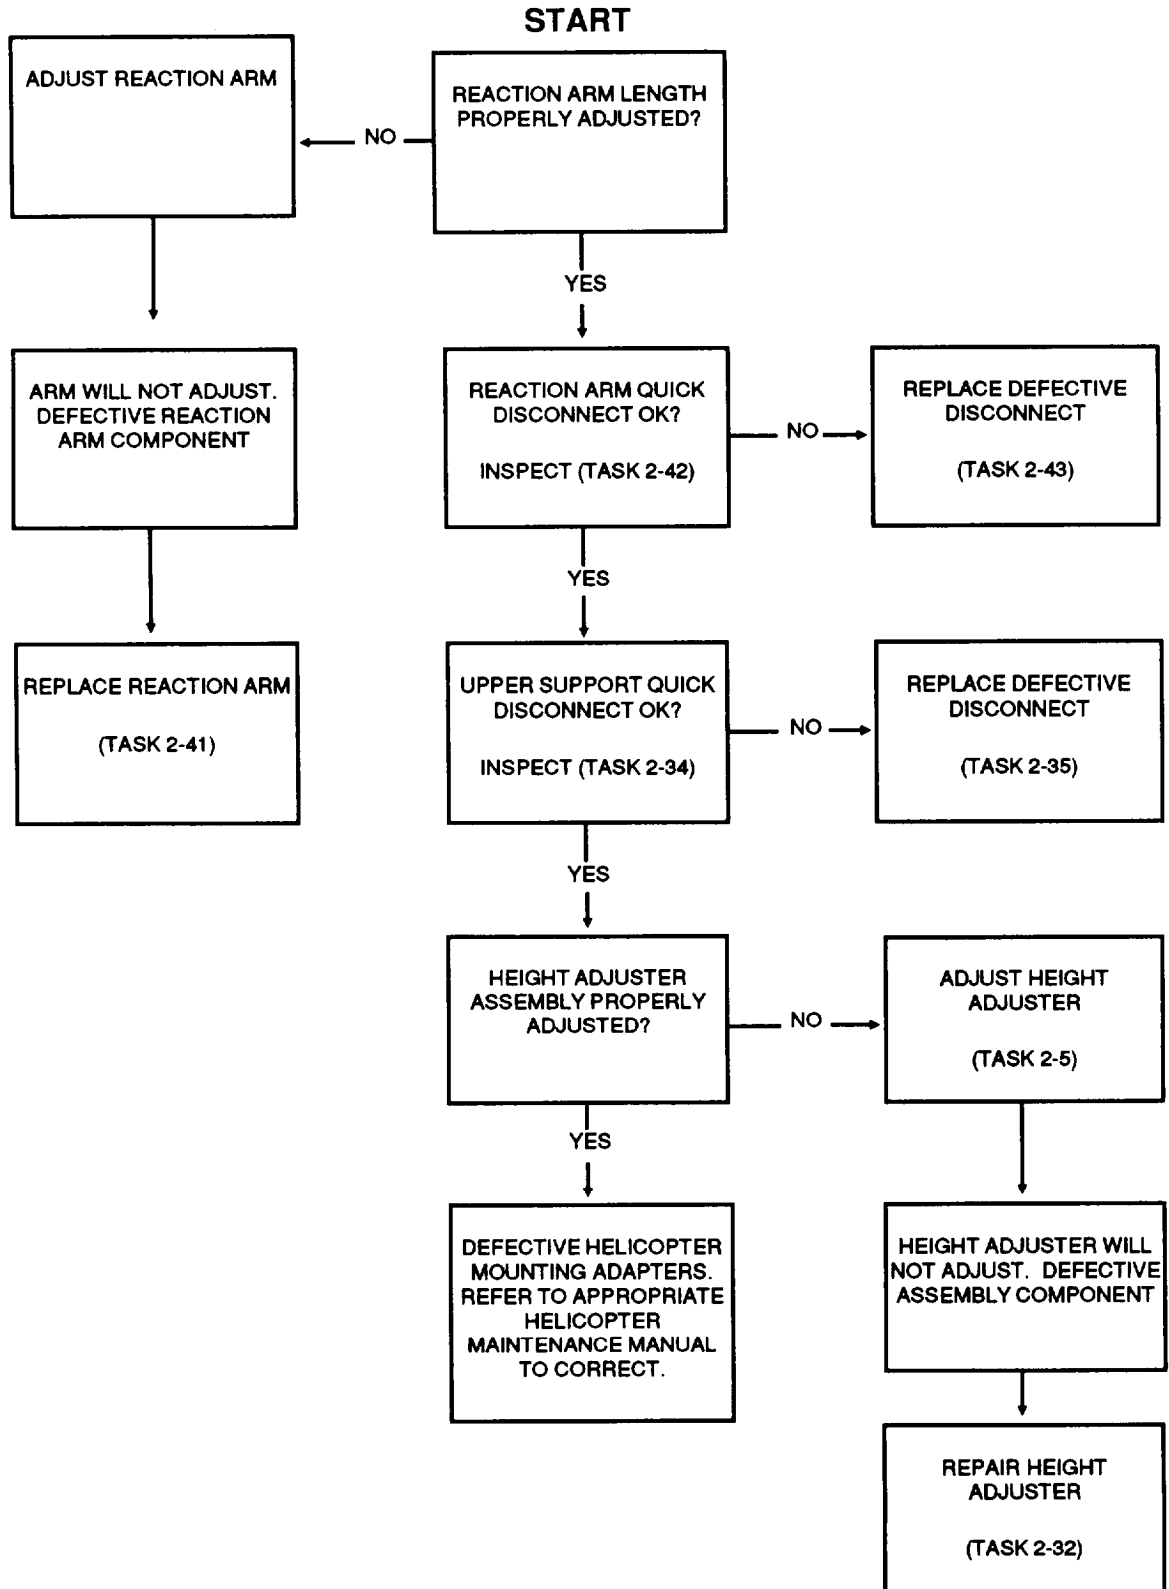 START
ADJUST REACTION ARM
REACTION ARM LENGTH
PROPERLY ADJUSTED?
NO
YES
ARM WILL NOT ADJUST.
DEFECTIVE REACTION
ARM COMPONENT
REACTION ARM QUICK
DISCONNECT OK?
INSPECT (TASK 2-42)
NO
REPLACE DEFECTIVE
DISCONNECT
(TASK 2-43)
YES
REPLACE REACTION ARM
(TASK 2-41)
UPPER SUPPORT QUICK
DISCONNECT OK?
INSPECT (TASK 2-34)
NO
REPLACE DEFECTIVE
DISCONNECT
(TASK 2-35)
YES
HEIGHT ADJUSTER
ASSEMBLY PROPERLY
ADJUSTED?
NO
ADJUST HEIGHT
ADJUSTER
(TASK 2-5)
YES
DEFECTIVE HELICOPTER
MOUNTING ADAPTERS.
REFER TO APPROPRIATE
HELICOPTER
MAINTENANCE MANUAL
TO CORRECT.
HEIGHT ADJUSTER WILL
NOT ADJUST. DEFECTIVE
ASSEMBLY COMPONENT
REPAIR HEIGHT
ADJUSTER
(TASK 2-32)